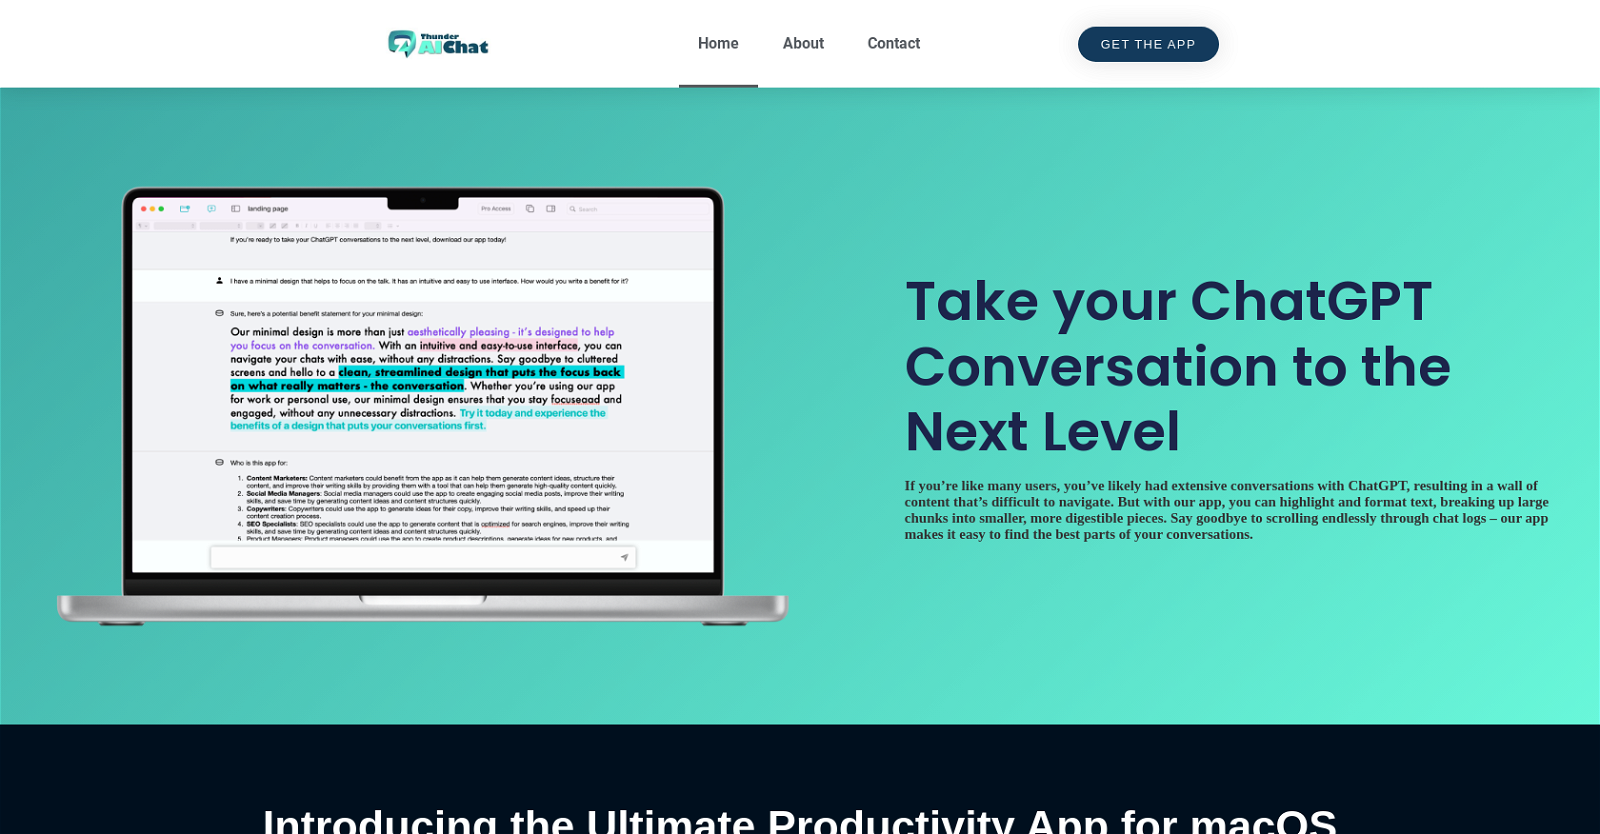 Thunder
AiChat
Home
About
Contact
GET THE APP
landing page
Pro Access
Search
If you're ready to take your ChatGPT conversations to the next level, download our app today!
I have a minimal design that helps to focus on the talk. It has an intuitive and easy to use interface. How would you write a benefit for it?
Sure, here's a potential benefit statement for your minimal design:
Our minimal design is more than just aesthetically pleasing - it's designed to help
you focus on the conversation. With an intuitive and easy-to-use interface, you can
navigate your chats with ease, without any distractions. Say goodbye to cluttered
screens and hello to a clean, streamlined design that puts the focus back
on what really matters - the conversation. Whether you're using our app
for work or personal use, our minimal design ensures that you stay focuseaad and
engaged, without any unnecessary distractions. Try it today and experience the
benefits of a design that puts your conversations first.
Who is this app for:
1. Content Marketers: Content marketers could benefit from the app as it can help them generate content ideas, structure their
content, and improve their writing skills by providing them with a tool that can help them generate high-quality content quickly.
2. Social Media Managers: Social media managers could use the app to create engaging social media posts, improve their writing
skills, and save time by generating content ideas and content structures quickly.
3. Copywriters: Copywriters could use the app to generate ideas for their copy, improve their writing skills, and speed up their
content creation process.
4. SEO Specialists: SEO specialists could use the app to generate content that is optimized for search engines, improve their writing
skills, and save time by generating content ideas and content structures quickly.
5. Product Managers: Product managers could use the app to create product descriptions, generate ideas for new products, and
Take your ChatGPT
Conversation to the
Next Level
If you're like many users, you've likely had extensive conversations with ChatGPT, resulting in a wall of
content that's difficult to navigate. But with our app, you can highlight and format text, breaking up large
chunks into smaller, more digestible pieces. Say goodbye to scrolling endlessly through chat logs – our app
makes it easy to find the best parts of your conversations.
Introducing the Ultimate Productivity App for macOS